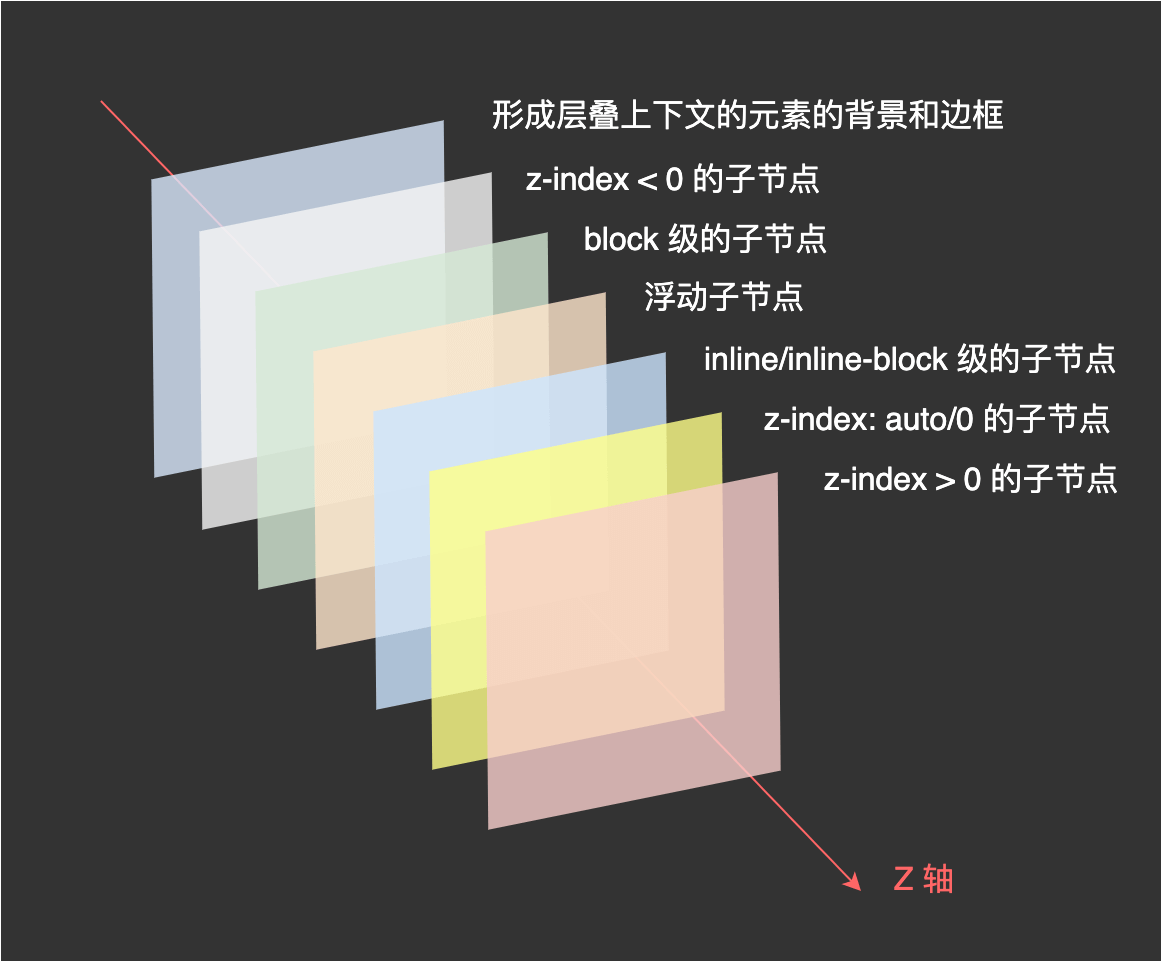 形成层叠上下文的元素的背景和边框
z-index < 0 的子节点
block 级的子节点
浮动子节点
inline/inline-block 级的子节点
z-index: auto/0 的子节点
z-index > 0 的子节点
Z 轴